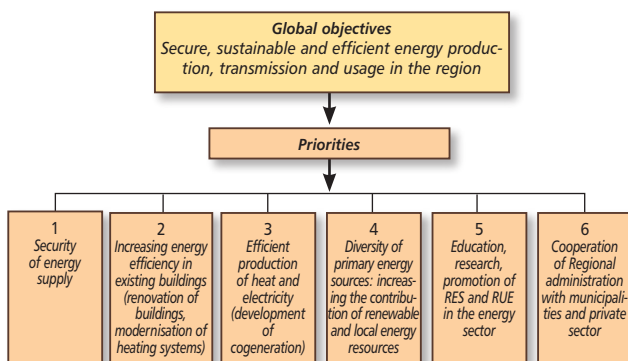 Global objectives
Secure, sustainable and efficient energy produc-
tion, transmission and usage in the region
Priorities
1
Security
of energy
supply
2
Increasing energy
efficiency in
existing buildings
(renovation of
buildings,
modernisation of
heating systems)
3
Efficient
production
of heat and
electricity
(development
of
cogeneration)
4
Diversity of
primary energy
sources: increas-
ing the contribu-
tion of renewable
and local energy
resources
5
Education,
research,
promotion of
RES and RUE
in the energy
sector
6
Cooperation
of Regional
administration
with municipali-
ties and private
sector